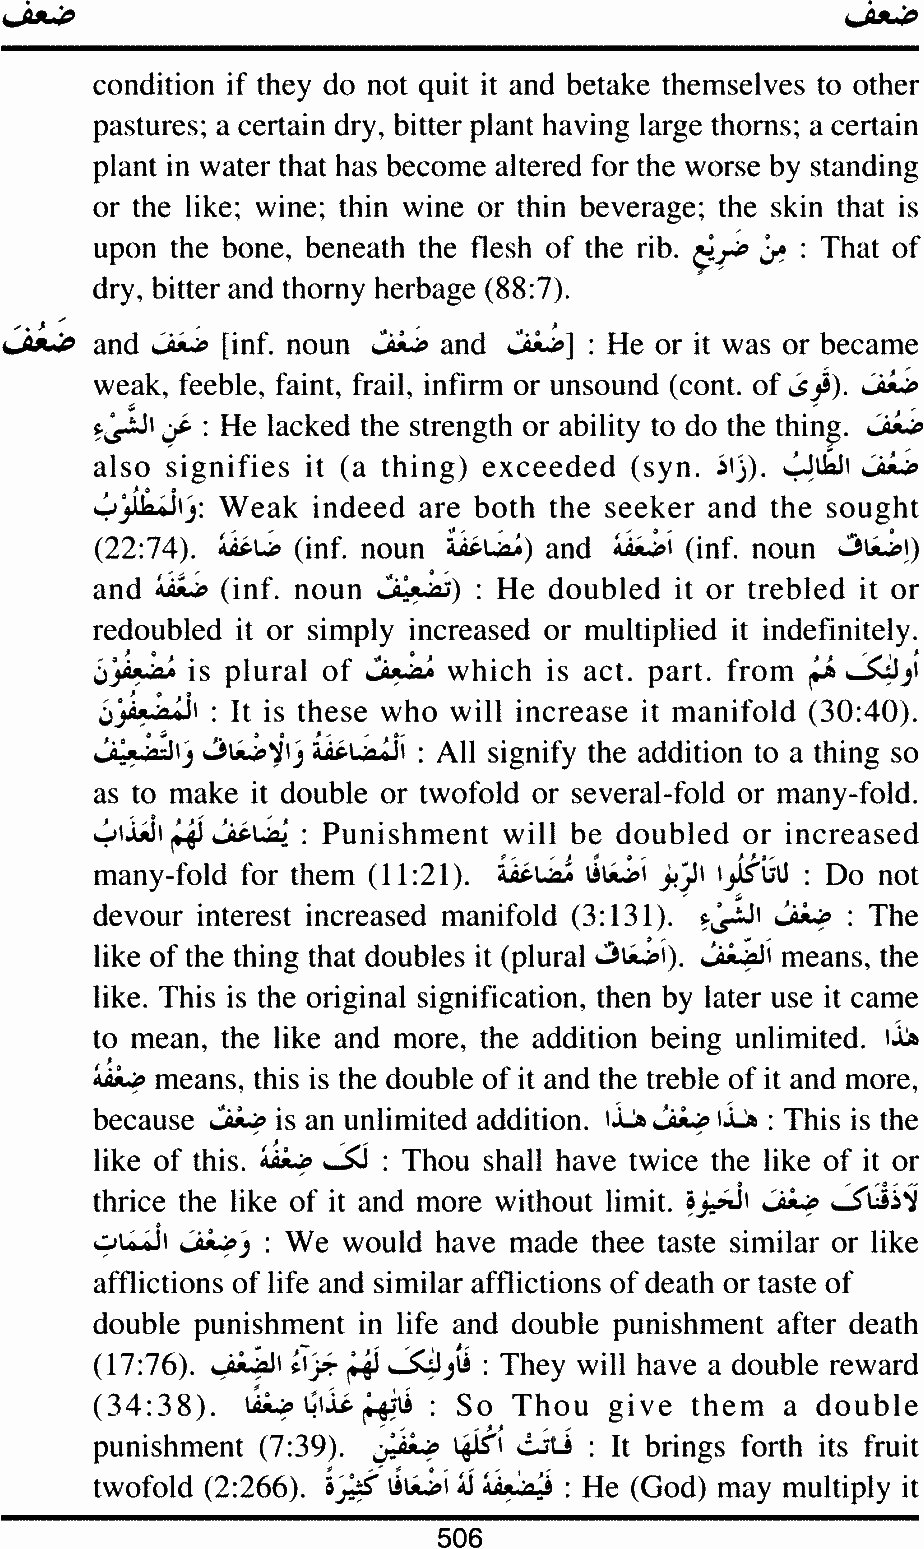 ضعف ضعف
condition if they do not quit it and betake themselves to other
pastures; a certain dry, bitter plant having large thorns; a certain
plant in water that has become altered for the worse by standing
or the like; wine; thin wine or thin beverage; the skin that is
upon the bone, beneath the flesh of the rib. مِنْ ضَرِيْعٍ : That of
dry, bitter and thorny herbage (88:7).
ضَعُفَ and ضَعَفَ [inf. noun ضُعْفٌ and ضَعْفٌ] : He or it was or became
weak, feeble, faint, frail, infirm or unsound (cont. of قَوِىَ). ضَعُفَ
عَنِ الشَّىْءِ : He lacked the strength or ability to do the thing. ضَعُفَ
also signifies it (a thing) exceeded (syn. زَادَ). ضَعُفَ الطَّالِبُ
وَالْمَطْلُوْبُ: Weak indeed are both the seeker and the sought
(22:74). ضَاعَفَهُ (inf. noun مُضَاعَفَةٌ) and اَضْعَفَهُ (inf. noun اِضْعَافٌ)
and ضَعَّفَهُ (inf. noun تَضْعِيْفٌ) : He doubled it or trebled it or
redoubled it or simply increased or multiplied it indefinitely.
مُضْعِفُوْنَ is plural of مُضْعِفٌ which is act. part. from أُولٰئِكَ هُمُ
الْمُضْعِفُوْنَ : It is these who will increase it manifold (30:40).
اَلْمُضَاعَفَةُ وَالْاِضْعَافُ وَالتَّضْعِيْفُ : All signify the addition to a thing so
as to make it double or twofold or several-fold or many-fold.
يُضَاعَفُ لَهُمُ الْعَذَابُ : Punishment will be doubled or increased
many-fold for them (11:21). لَاتَأْكُلُوا الرِّبٰوٰ اَضْعَافًا مُضَاعَفَةً : Do not
devour interest increased manifold (3:131). ضِعْفُ الشَّىْءِ : The
like of the thing that doubles it (plural اَضْعَافٌ). اَلضِّعْفُ means, the
like. This is the original signification, then by later use it came
to mean, the like and more, the addition being unlimited. هٰذَا
ضِعْفُهُ means, this is the double of it and the treble of it and more,
because ضِعْفٌ is an unlimited addition. هٰذَا ضِعْفُ هٰذَا : This is the
like of this. لَكَ ضِعْفُهُ : Thou shall have twice the like of it or
thrice the like of it and more without limit. لَاَذَقْنَاكَ ضِعْفَ الْحَيٰوةِ
وَضِعْفَ الْمَمَاتِ : We would have made thee taste similar or like
afflictions of life and similar afflictions of death or taste of
double punishment in life and double punishment after death
(17:76). فَأُولٰئِكَ لَهُمْ جَزَآءُ الضِّعْفِ : They will have a double reward
(34:38). فَاٰتِهِمْ عَذَابًا ضِعْفًا : So Thou give them a double
punishment (7:39). فَاٰتَتْ اُكُلَهَا ضِعْفَيْنِ : It brings forth its fruit
twofold (2:266). فَيُضٰعِفَهُ لَهُ اَضْعَافًا كَثِيْرَةً : He (God) may multiply it
506